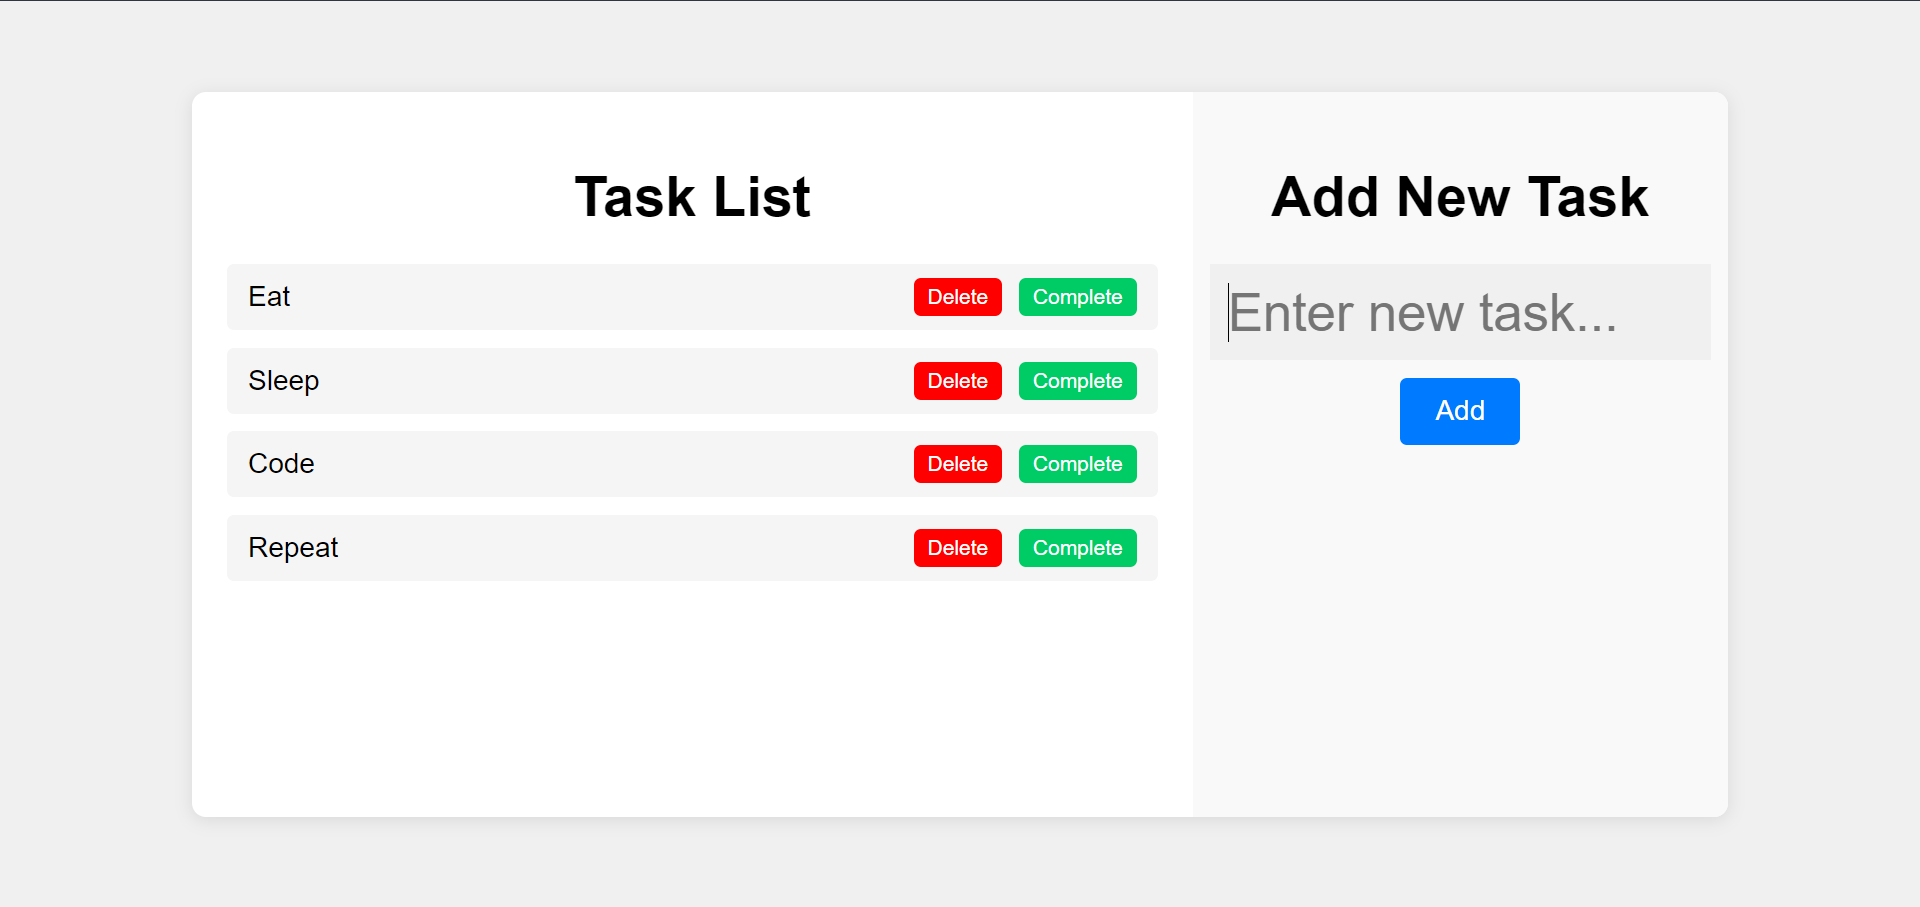 Task List
Eat Delete Complete
Sleep Delete Complete
Code Delete Complete
Repeat Delete Complete
Add New Task
Enter new task...
Add